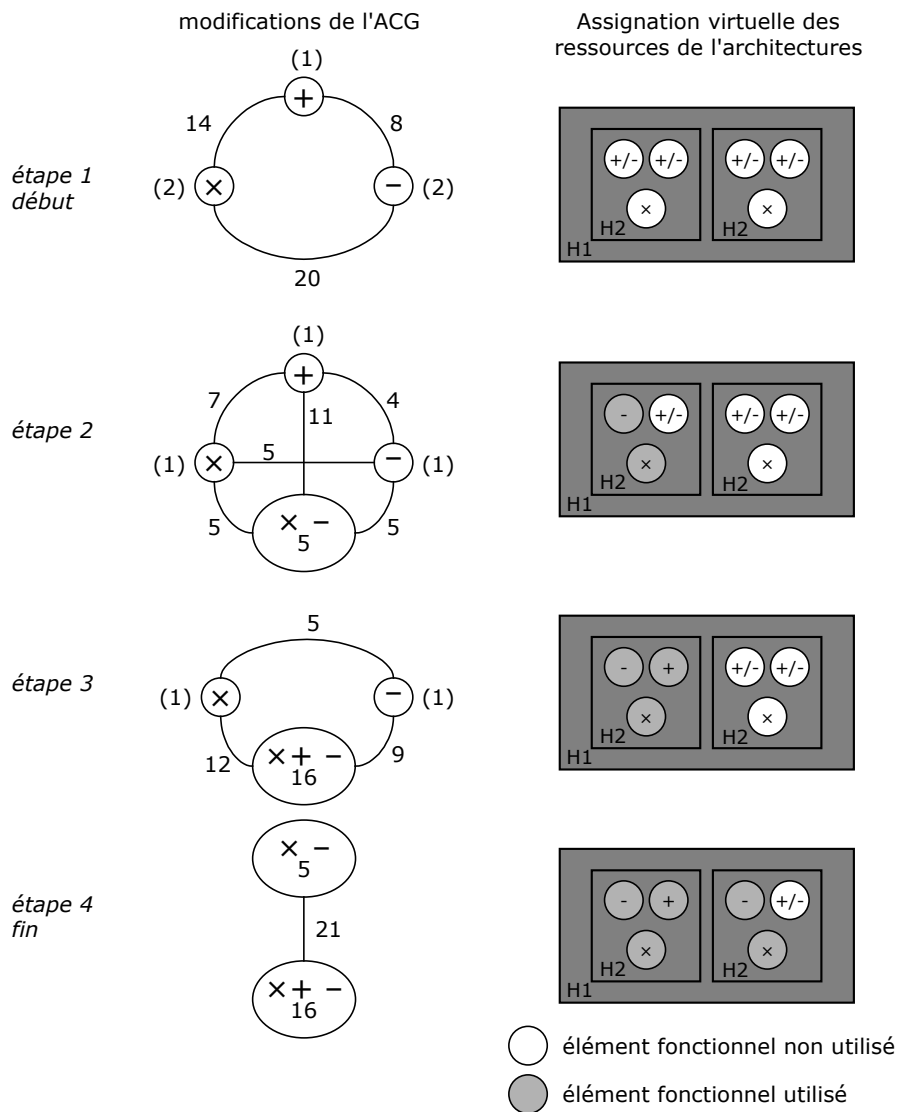 modifications de l'ACG
Assignation virtuelle des
ressources de l'architectures
étape 1
début
(1)
+
14
8
(2)
×
−
(2)
20
+/- +/-
×
H2
+/- +/-
×
H2
H1
étape 2
(1)
+
7
11
4
(1)
×
5
−
(1)
5
× −
5
5
- +/-
×
H2
+/- +/-
×
H2
H1
étape 3
5
(1)
×
−
(1)
12
× + −
16
9
- +
×
H2
+/- +/-
×
H2
H1
étape 4
fin
× −
5
21
× + −
16
- +
×
H2
- +/-
×
H2
H1
élément fonctionnel non utilisé
élément fonctionnel utilisé